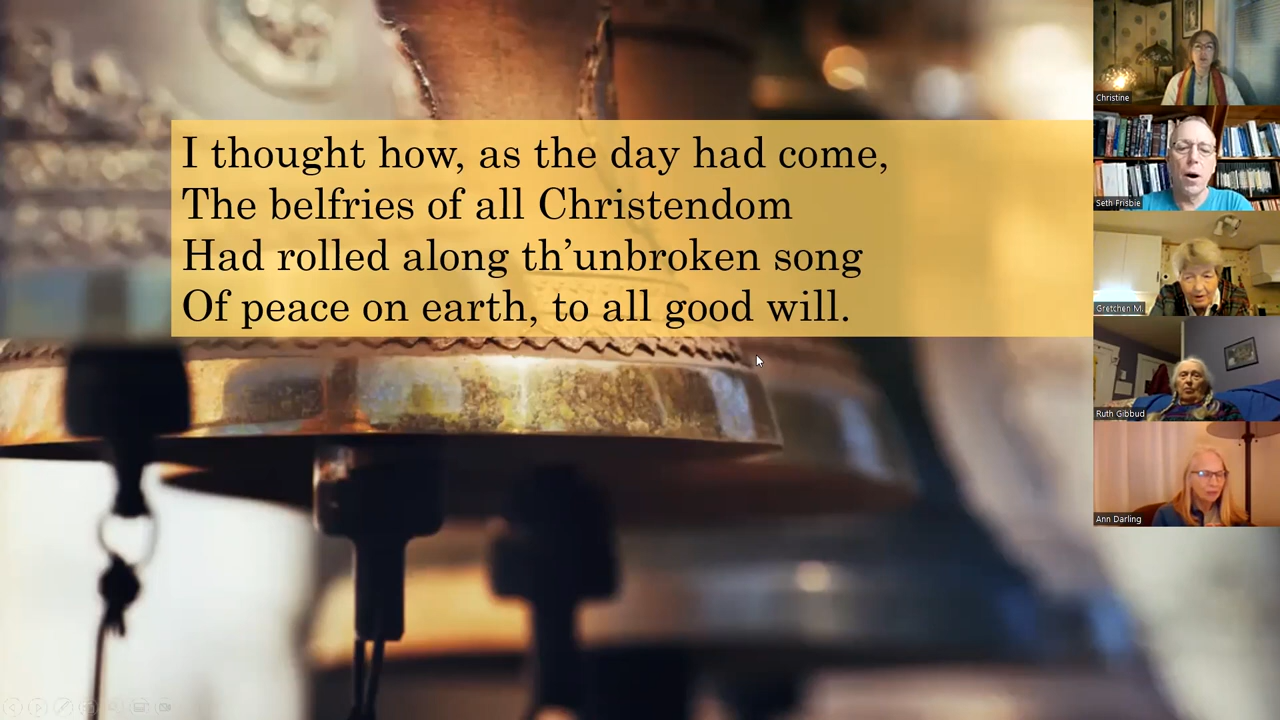 I thought how, as the day had come,
The belfries of all Christendom
Had rolled along th’unbroken song
Of peace on earth, to all good will.
Christine
Seth Frisbie
Gretchen M.
Ruth Gibbud
Ann Darling